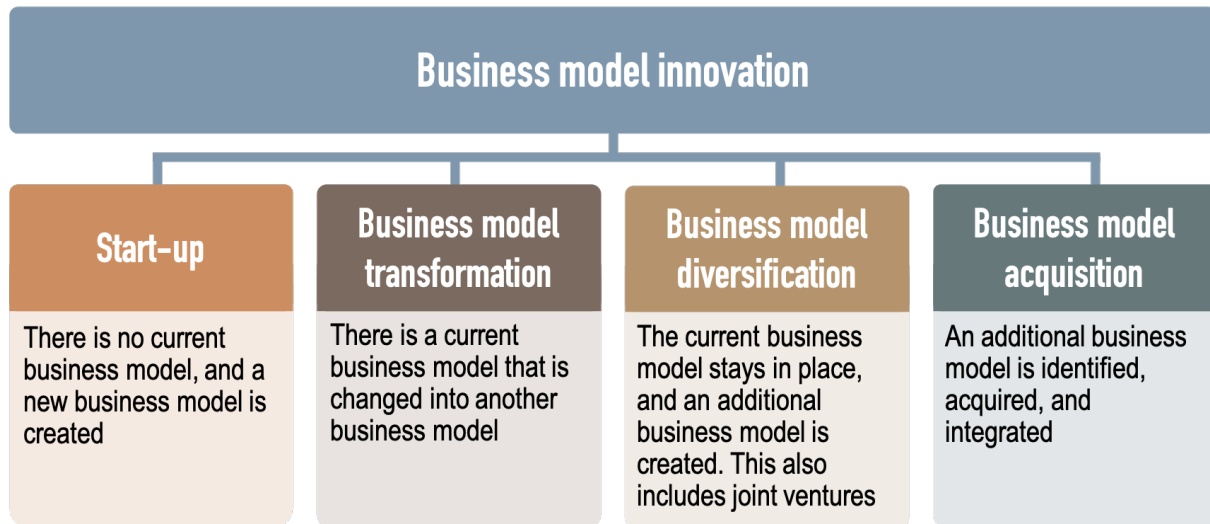 Business model innovation
Start-up
There is no current
business model, and a
new business model is
created
Business model
transformation
There is a current
business model that is
changed into another
business model
Business model
diversification
The current business
model stays in place,
and an additional
business model is
created. This also
includes joint ventures
Business model
acquisition
An additional business
model is identified,
acquired, and
integrated